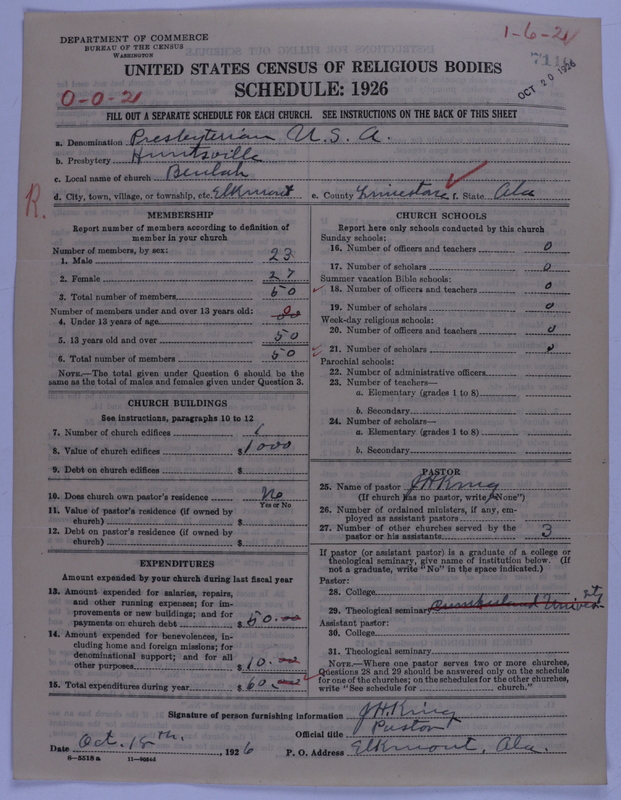 1-6-21
DEPARTMENT OF COMMERCE
BUREAU OF THE CENSUS
WASHINGTON
OCT 20 1926
UNITED STATES CENSUS OF RELIGIOUS BODIES
SCHEDULE: 1926
0-0-21
FILL OUT A SEPARATE SCHEDULE FOR EACH CHURCH. SEE INSTRUCTIONS ON THE BACK OF THIS SHEET
a. Denomination Presbyterian U.S.A.
b. Presbytery Huntsville
c. Local name of church Beulah
d. City, town, village, or township, etc. Elkmont e. County Limestone f. State Ala
R.
MEMBERSHIP
Report number of members according to definition of
member in your church
Number of members, by sex:
1. Male 23
2. Female 27
3. Total number of members 50
Number of members under and over 13 years old:
4. Under 13 years of age 0
5. 13 years old and over 50
6. Total number of members 50
NOTE.—The total given under Question 6 should be the
same as the total of males and females given under Question 3.
CHURCH BUILDINGS
See instructions, paragraphs 10 to 12
7. Number of church edifices 1
8. Value of church edifices $1000
9. Debt on church edifices $
10. Does church own pastor's residence No
Yes or No
11. Value of pastor's residence (if owned by
church) $
12. Debt on pastor's residence (if owned by
church) $
EXPENDITURES
Amount expended by your church during last fiscal year
13. Amount expended for salaries, repairs,
and other running expenses; for im-
provements or new buildings; and for
payments on church debt $50.00
14. Amount expended for benevolences, in-
cluding home and foreign missions; for
denominational support; and for all
other purposes $10.00
15. Total expenditures during year $60.00
CHURCH SCHOOLS
Report here only schools conducted by this church
Sunday schools:
16. Number of officers and teachers 0
17. Number of scholars 0
Summer vacation Bible schools:
18. Number of officers and teachers 0
19. Number of scholars 0
Week-day religious schools:
20. Number of officers and teachers 0
21. Number of scholars 0
Parochial schools:
22. Number of administrative officers
23. Number of teachers—
a. Elementary (grades 1 to 8)
b. Secondary
24. Number of scholars—
a. Elementary (grades 1 to 8)
b. Secondary
PASTOR
25. Name of pastor J H King
(If church has no pastor, write "None")
26. Number of ordained ministers, if any, em-
ployed as assistant pastors
27. Number of other churches served by the
pastor or his assistants 3
If pastor (or assistant pastor) is a graduate of a college or
theological seminary, give name of institution below. (If
not a graduate, write "No" in the space indicated.)
Pastor:
28. College
29. Theological seminary Cumberland University
Assistant pastor:
30. College
31. Theological seminary
NOTE.—Where one pastor serves two or more churches,
Questions 28 and 29 should be answered only on the schedule
for one of the churches; on the schedules for the other churches,
write "See schedule for church."
Signature of person furnishing information J H King
Official title Pastor
Date Oct. 18th. , 1926 P. O. Address Elkmont, Ala.
8-5318a 11-9054d